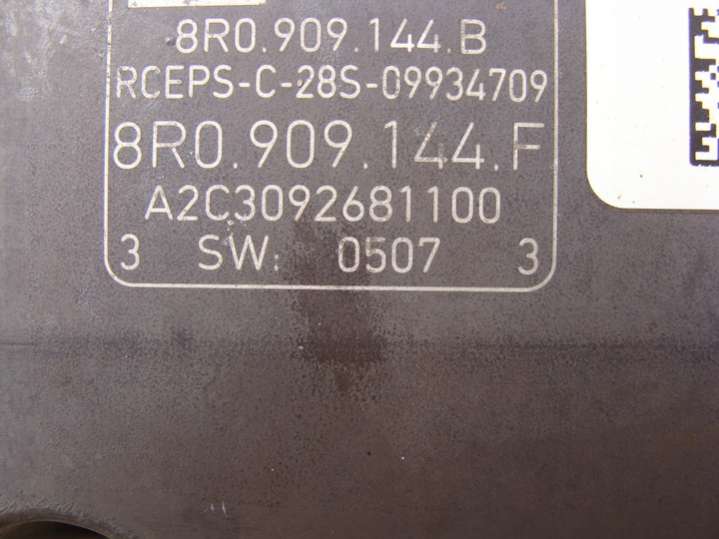 8R0.909.144.B
RCEPS-C-28S-09934709
8R0.909.144.F
A2C3092681100
3 SW: 0507 3